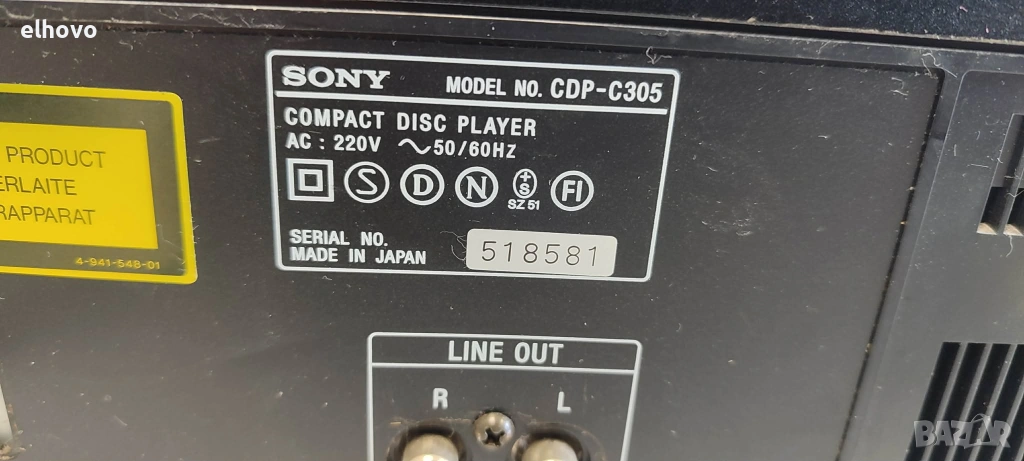 elhovo
PRODUCT
ERLAITE
RAPPARAT
4-941-548-01
SONY MODEL NO. CDP-C305
COMPACT DISC PLAYER
AC : 220V ~50/60HZ
S D N +S FI
SZ 51
SERIAL NO. 518581
MADE IN JAPAN
LINE OUT
R L
BAZAR